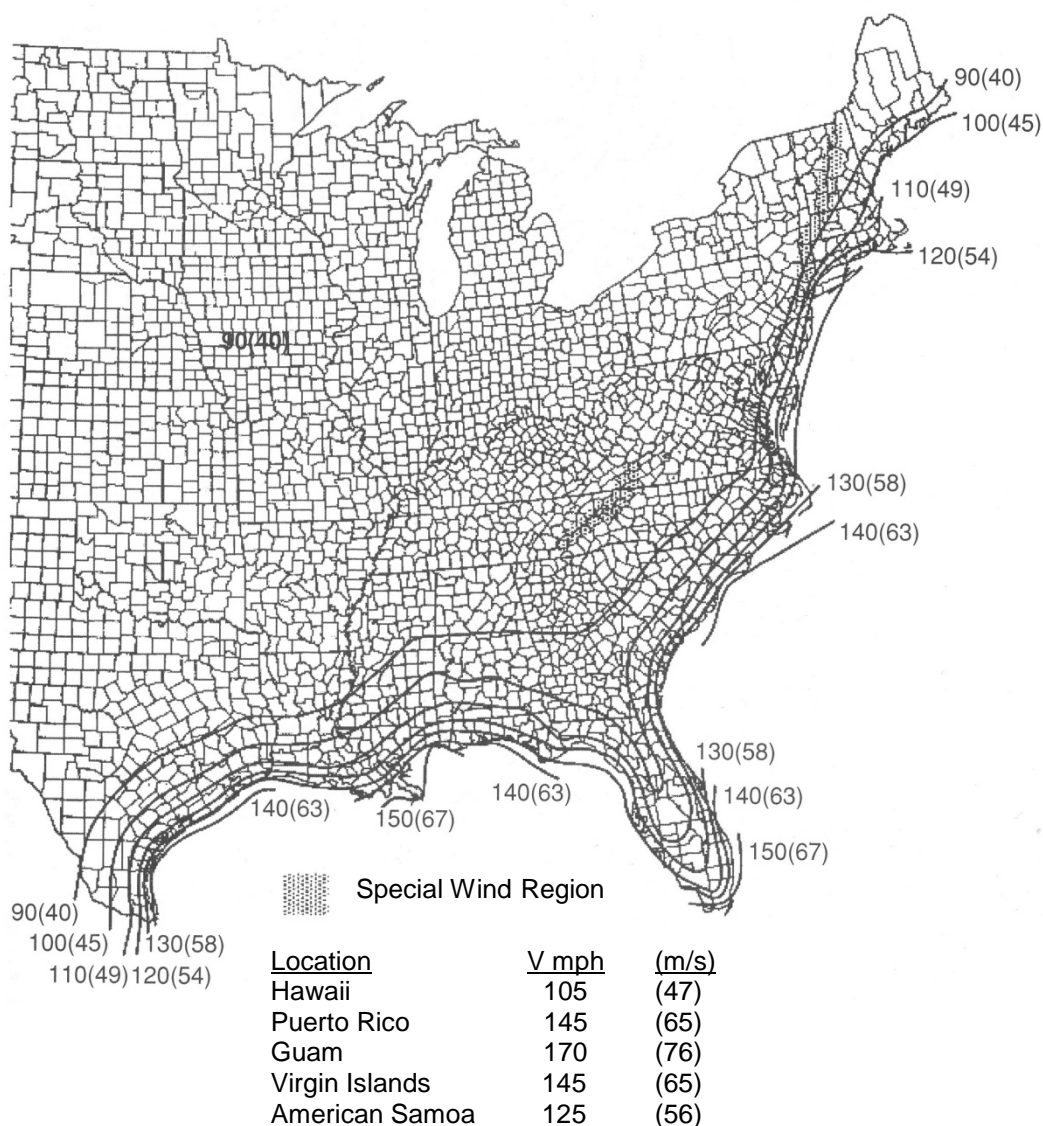 90(40)
100(45)
110(49)
120(54)
90(40)
130(58)
140(63)
130(58)
140(63)
140(63)
140(63)
150(67)
150(67)
Special Wind Region
90(40)
100(45)
130(58)
110(49) 120(54)
Location V mph (m/s)
Hawaii 105 (47)
Puerto Rico 145 (65)
Guam 170 (76)
Virgin Islands 145 (65)
American Samoa 125 (56)